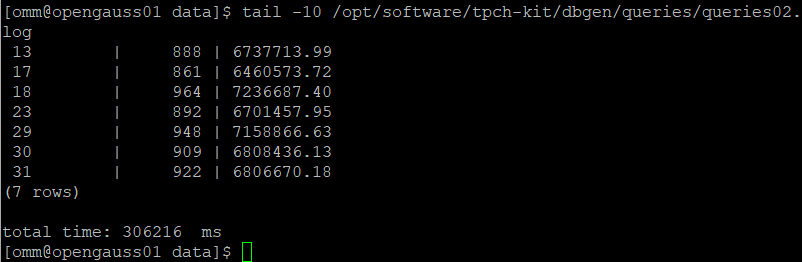 [omm@opengauss01 data]$ tail -10 /opt/software/tpch-kit/dbgen/queries/queries02.
log
 13         |     888 | 6737713.99
 17         |     861 | 6460573.72
 18         |     964 | 7236687.40
 23         |     892 | 6701457.95
 29         |     948 | 7158866.63
 30         |     909 | 6808436.13
 31         |     922 | 6806670.18
(7 rows)

total time: 306216  ms
[omm@opengauss01 data]$